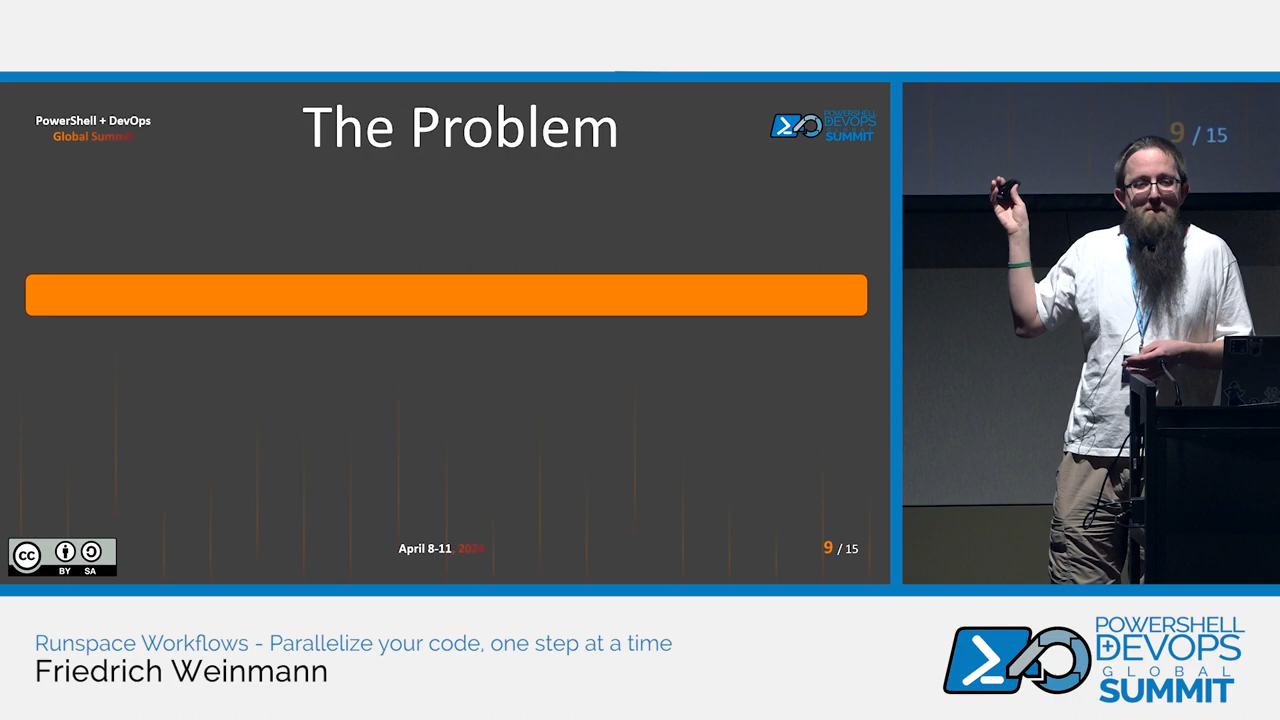 PowerShell + DevOps
Global Summit
The Problem
POWERSHELL
DEVOPS
SUMMIT
9 / 15
CC
BY SA
April 8-11, 2024
9 / 15
Runspace Workflows - Parallelize your code, one step at a time
Friedrich Weinmann
POWERSHELL
DEVOPS
GLOBAL
SUMMIT